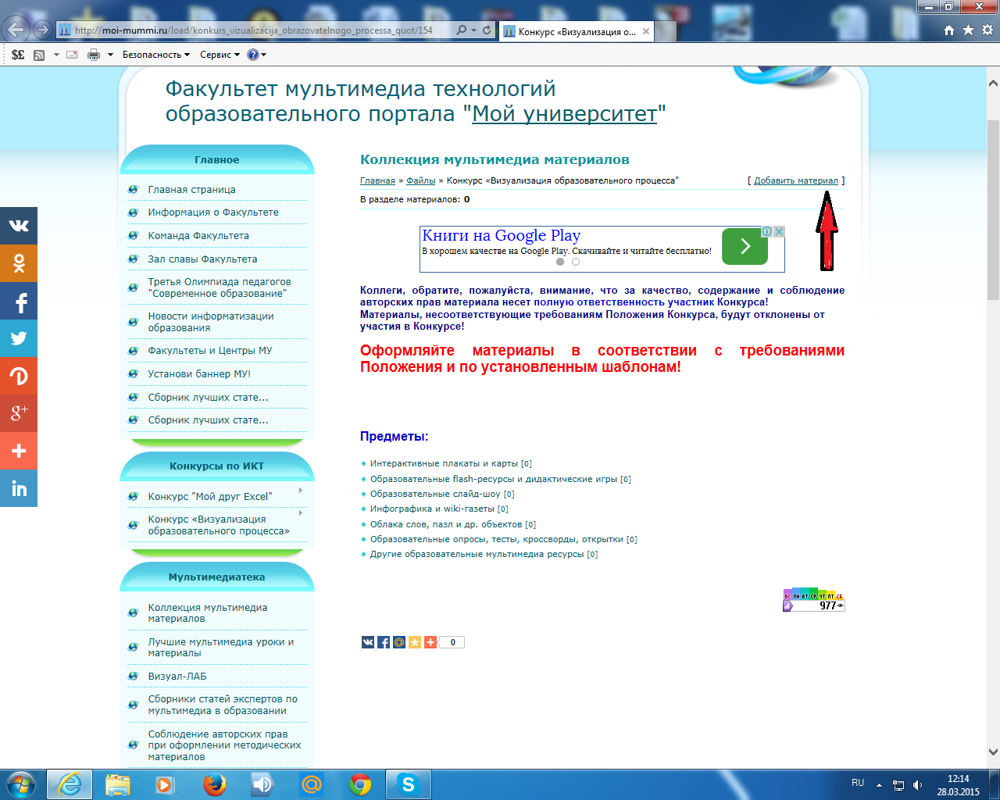 http://moi-mummi.ru/load/konkurs_vizualizacija_obrazovatelnogo_processa_quot/154
Конкурс «Визуализация о...
$€
Безопасность
Сервис
Факультет мультимедиа технологий
образовательного портала "Мой университет"
Главное
Главная страница
Информация о Факультете
Команда Факультета
Зал славы Факультета
Третья Олимпиада педагогов
"Современное образование"
Новости информатизации
образования
Факультеты и Центры МУ
Установи баннер МУ!
Сборник лучших стате...
Сборник лучших стате...
Конкурсы по ИКТ
Конкурс "Мой друг Excel"
Конкурс «Визуализация
образовательного процесса»
Мультимедиатека
Коллекция мультимедиа
материалов
Лучшие мультимедиа уроки и
материалы
Визуал-ЛАБ
Сборники статей экспертов по
мультимедиа в образовании
Соблюдение авторских прав
при оформлении методических
материалов
Коллекция мультимедиа материалов
Главная » Файлы » Конкурс «Визуализация образовательного процесса" [ Добавить материал ]
В разделе материалов: 0
Книги на Google Play
В хорошем качестве на Google Play. Скачивайте и читайте бесплатно!
Коллеги, обратите, пожалуйста, внимание, что за качество, содержание и соблюдение
авторских прав материала несет полную ответственность участник Конкурса!
Материалы, несоответствующие требованиям Положения Конкурса, будут отклонены от
участия в Конкурсе!
Оформляйте материалы в соответствии с требованиями
Положения и по установленным шаблонам!
Предметы:
Интерактивные плакаты и карты [0]
Образовательные flash-ресурсы и дидактические игры [0]
Образовательные слайд-шоу [0]
Инфографика и wiki-газеты [0]
Облака слов, пазл и др. объектов [0]
Образовательные опросы, тесты, кроссворды, открытки [0]
Другие образовательные мультимедиа ресурсы [0]
ВС ПН ВТ СР ЧТ ПТ СБ
977
0
RU
12:14
28.03.2015